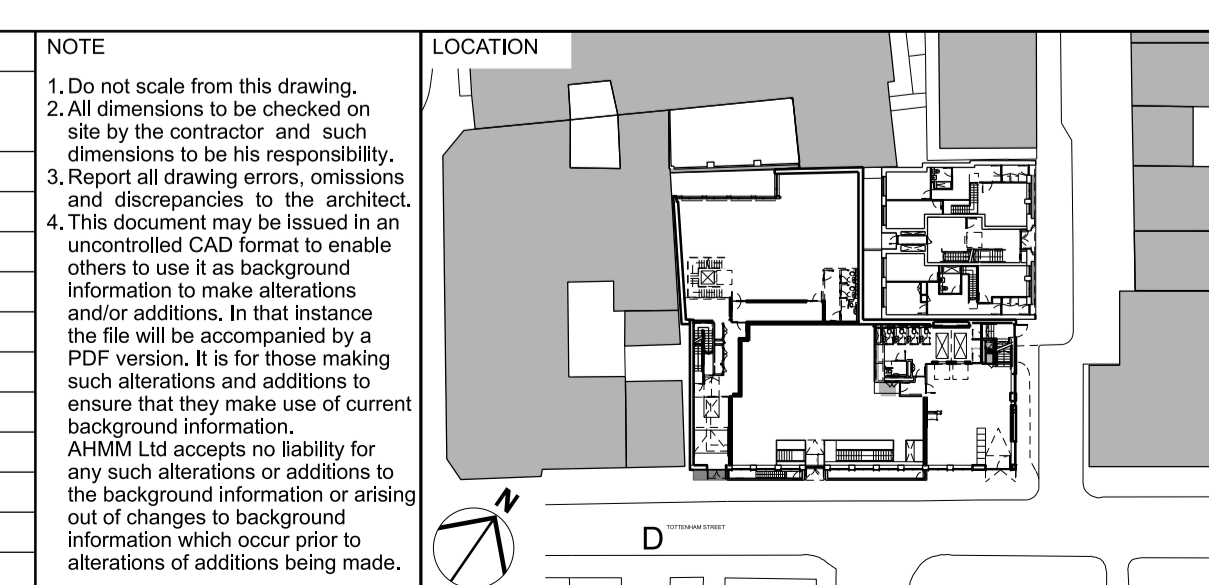 NOTE
1. Do not scale from this drawing.
2. All dimensions to be checked on
site by the contractor and such
dimensions to be his responsibility.
3. Report all drawing errors, omissions
and discrepancies to the architect.
4. This document may be issued in an
uncontrolled CAD format to enable
others to use it as background
information to make alterations
and/or additions. In that instance
the file will be accompanied by a
PDF version. It is for those making
such alterations and additions to
ensure that they make use of current
background information.
AHMM Ltd accepts no liability for
any such alterations or additions to
the background information or arising
out of changes to background
information which occur prior to
alterations of additions being made.
LOCATION
N
D
TOTTENHAM STREET